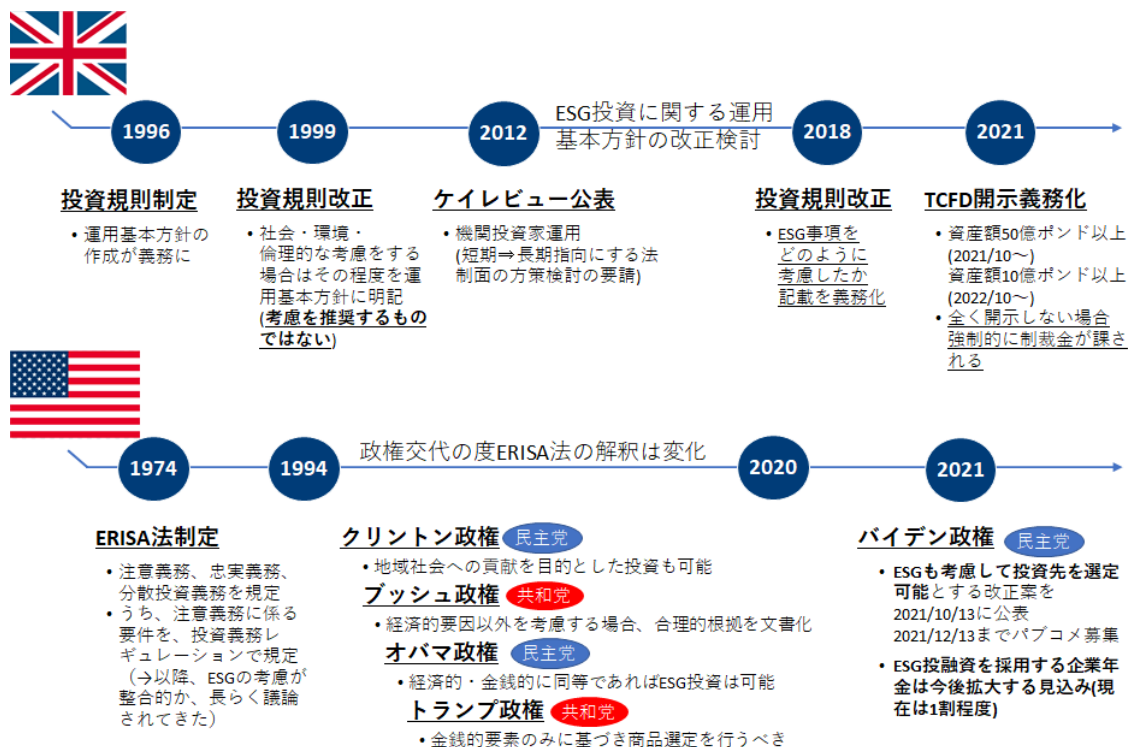 1996
1999
2012
ESG投資に関する運用
基本方針の改正検討
2018
2021
投資規則制定
• 運用基本方針の
作成が義務に
投資規則改正
• 社会・環境・
倫理的な考慮をする
場合はその程度を運
用基本方針に明記
(考慮を推奨するもの
ではない)
ケイレビュー公表
• 機関投資家運用
(短期⇒長期指向にする法
制面の方策検討の要請)
投資規則改正
• ESG事項を
どのように
考慮したか
記載を義務化
TCFD開示義務化
• 資産額50億ポンド以上
(2021/10～)
資産額10億ポンド以上
(2022/10～)
• 全く開示しない場合
強制的に制裁金が課さ
れる
1974
1994
政権交代の度ERISA法の解釈は変化
2020
2021
ERISA法制定
• 注意義務、忠実義務、
分散投資義務を規定
• うち、注意義務に係る
要件を、投資義務レ
ギュレーションで規定
（→以降、ESGの考慮が
整合的か、長らく議論
されてきた）
クリントン政権 民主党
• 地域社会への貢献を目的とした投資も可能
ブッシュ政権 共和党
• 経済的要因以外を考慮する場合、合理的根拠を文書化
オバマ政権 民主党
• 経済的・金銭的に同等であればESG投資は可能
トランプ政権 共和党
• 金銭的要素のみに基づき商品選定を行うべき
バイデン政権 民主党
• ESGも考慮して投資先を選定
可能とする改正案を
2021/10/13に公表
2021/12/13までパブコメ募集
• ESG投融資を採用する企業年
金は今後拡大する見込み(現
在は1割程度)